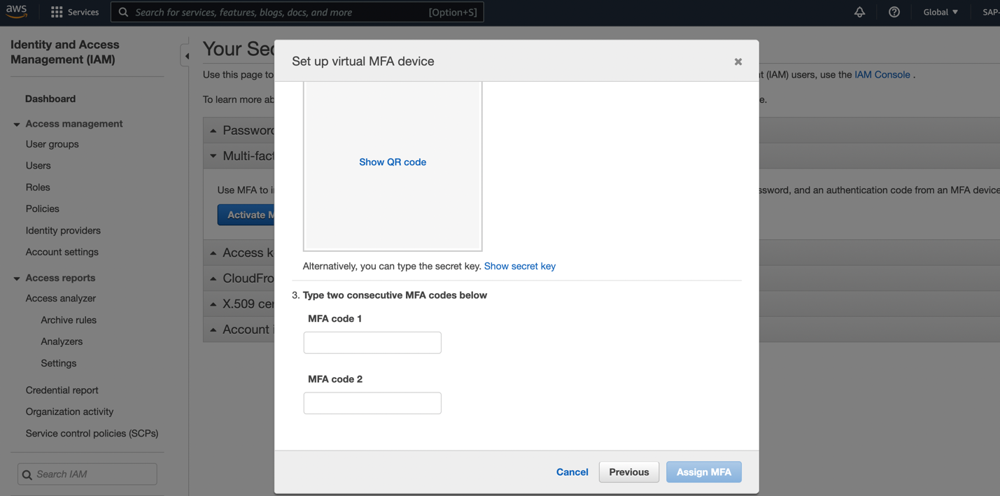 aws
Services
Search for services, features, blogs, docs, and more
[Option+S]
Global ▼
SAP-
Identity and Access
Management (IAM)
Dashboard
Access management
User groups
Users
Roles
Policies
Identity providers
Account settings
Access reports
Access analyzer
Archive rules
Analyzers
Settings
Credential report
Organization activity
Service control policies (SCPs)
Search IAM
Your Sec
Use this page to
t (IAM) users, use the IAM Console .
To learn more ab
e.
Password
Multi-fact
Use MFA to i
ssword, and an authentication code from an MFA device
Activate M
Access k
CloudFro
X.509 cer
Account i
Set up virtual MFA device
Show QR code
Alternatively, you can type the secret key. Show secret key
3. Type two consecutive MFA codes below
MFA code 1
MFA code 2
Cancel
Previous
Assign MFA